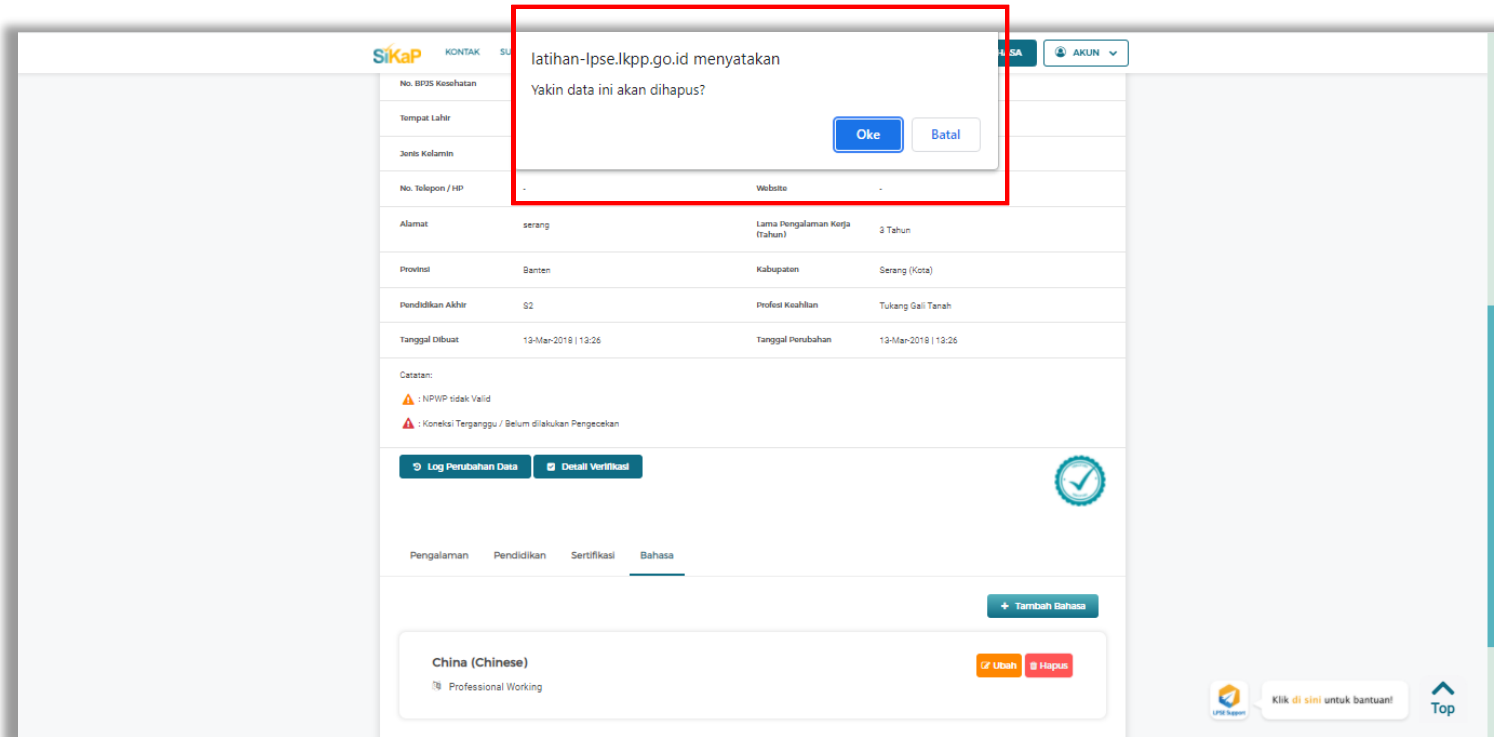 SiKaP KONTAK SU HASA AKUN
latihan-lpse.lkpp.go.id menyatakan
Yakin data ini akan dihapus?
Oke Batal
No. BPJS Kesehatan
Tempat Lahir
Jenis Kelamin
No. Telepon / HP - Website -
Alamat serang Lama Pengalaman Kerja (Tahun) 3 Tahun
Provinsi Banten Kabupaten Serang (Kota)
Pendidikan Akhir S2 Profesi Keahlian Tukang Gali Tanah
Tanggal Dibuat 13-Mar-2018 | 13:26 Tanggal Perubahan 13-Mar-2018 | 13:26
Catatan:
: NPWP tidak Valid
: Koneksi Terganggu / Belum dilakukan Pengecekan
Log Perubahan Data Detail Verifikasi
Pengalaman Pendidikan Sertifikasi Bahasa
+ Tambah Bahasa
China (Chinese) Ubah Hapus
Professional Working
LPSE Support Klik di sini untuk bantuan! Top